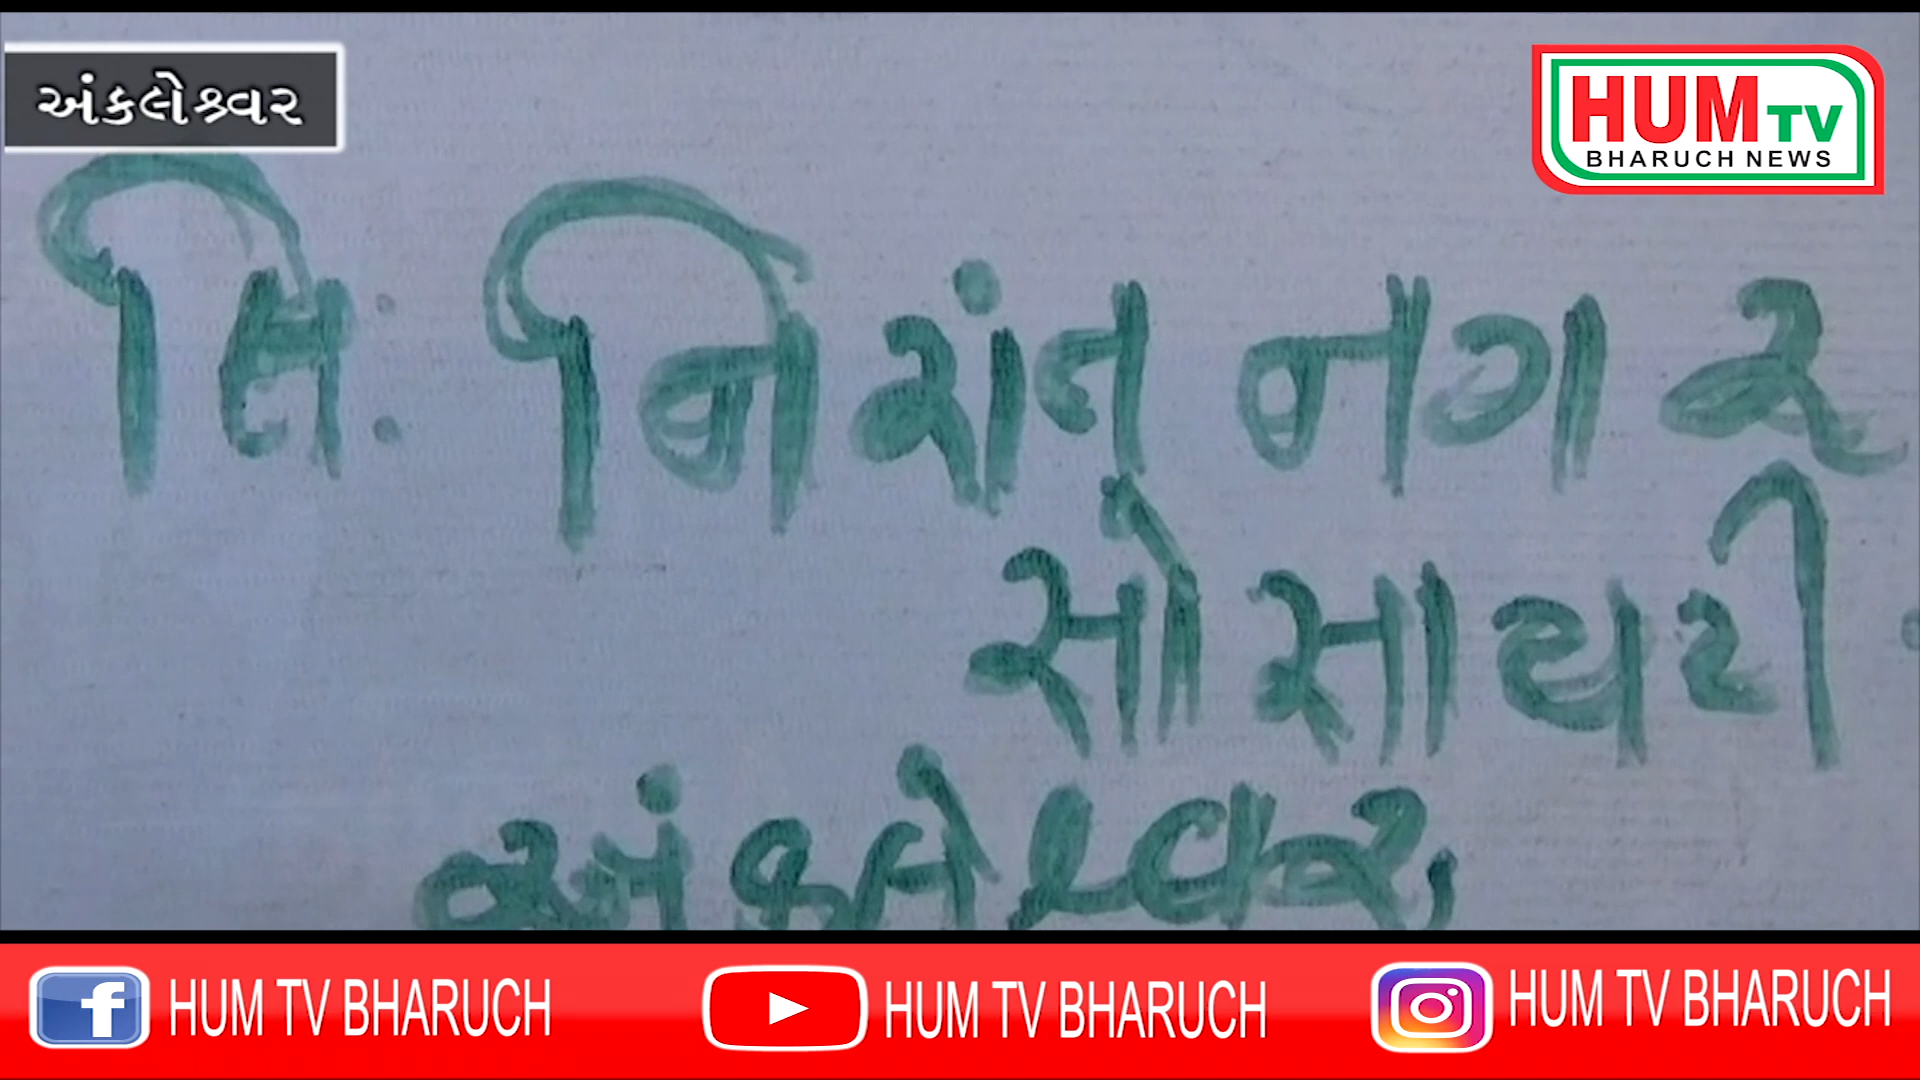 અંકલેશ્વર
HUM TV
BHARUCH NEWS
લિ: નિરાંત નગર
સોસાયટી.
અંકલેશ્વર,
HUM TV BHARUCH
HUM TV BHARUCH
HUM TV BHARUCH